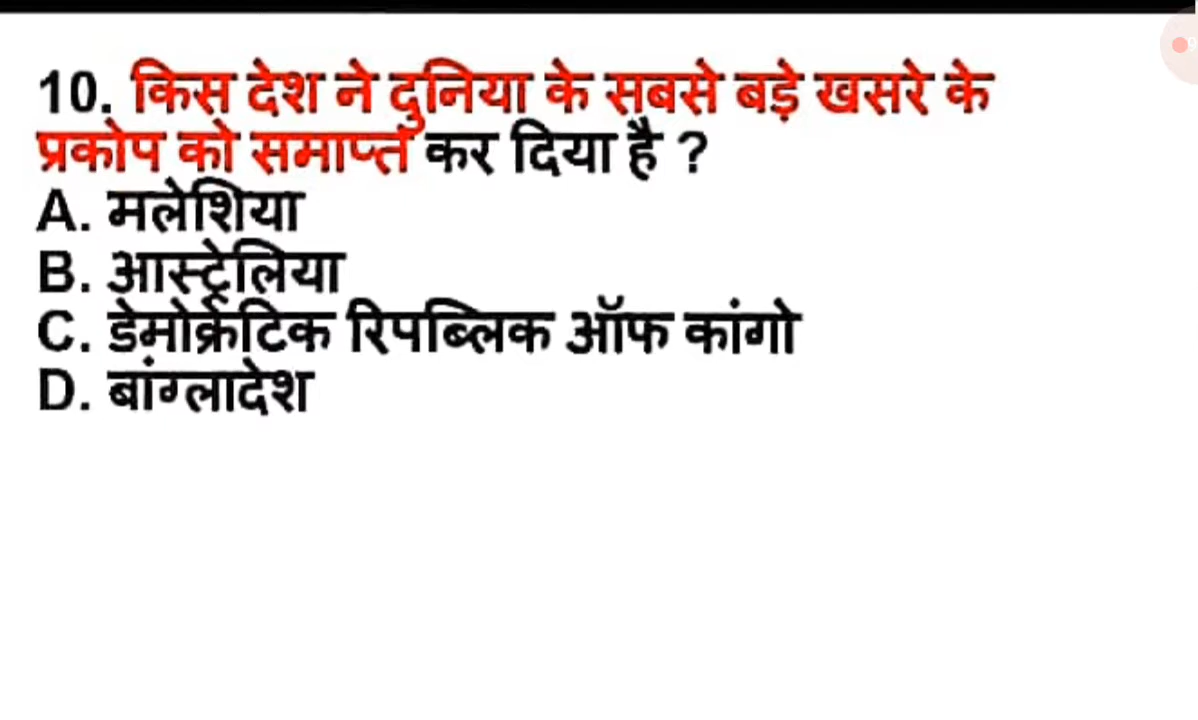 10. किस देश ने दुनिया के सबसे बड़े खसरे के
प्रकोप को समाप्त कर दिया है ?
A. मलेशिया
B. आस्ट्रेलिया
C. डेमोक्रेटिक रिपब्लिक ऑफ कांगो
D. बांग्लादेश